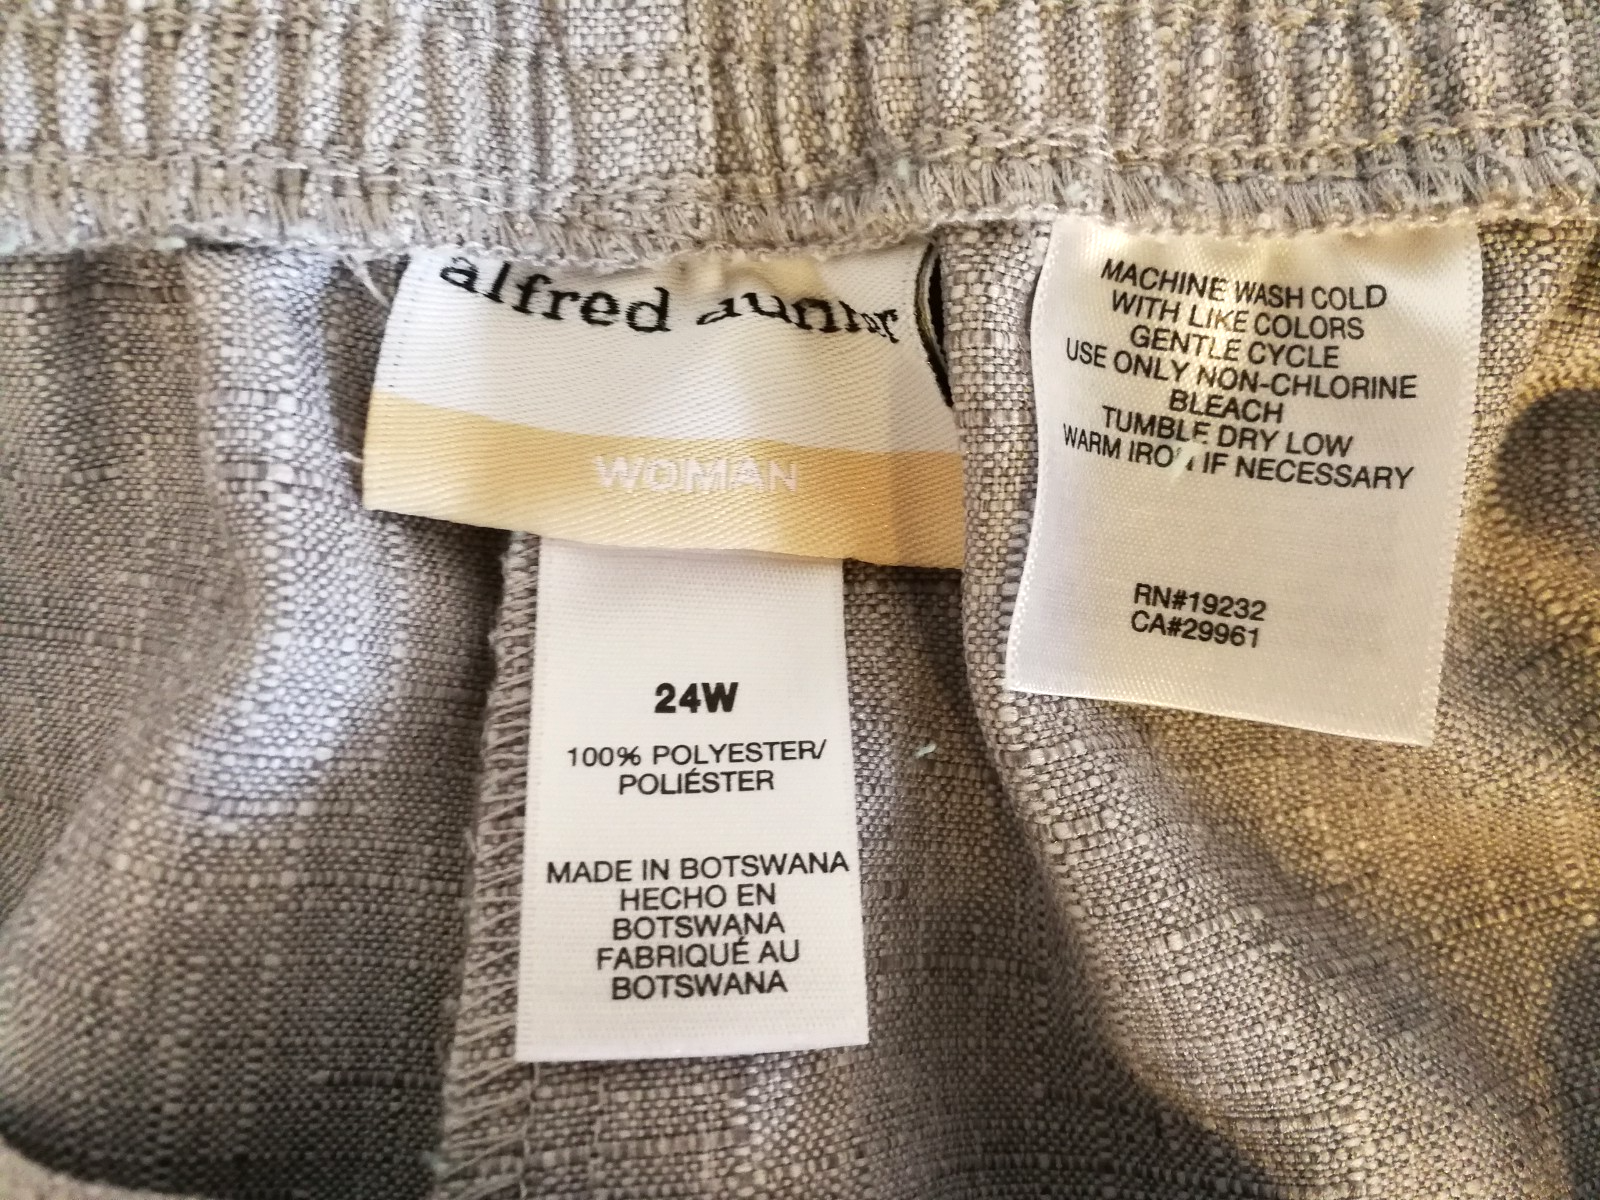 alfred dunner
WOMAN
24W
100% POLYESTER/
POLIÉSTER
MADE IN BOTSWANA
HECHO EN
BOTSWANA
FABRIQUÉ AU
BOTSWANA
MACHINE WASH COLD
WITH LIKE COLORS
GENTLE CYCLE
USE ONLY NON-CHLORINE
BLEACH
TUMBLE DRY LOW
WARM IRON IF NECESSARY
RN#19232
CA#29961